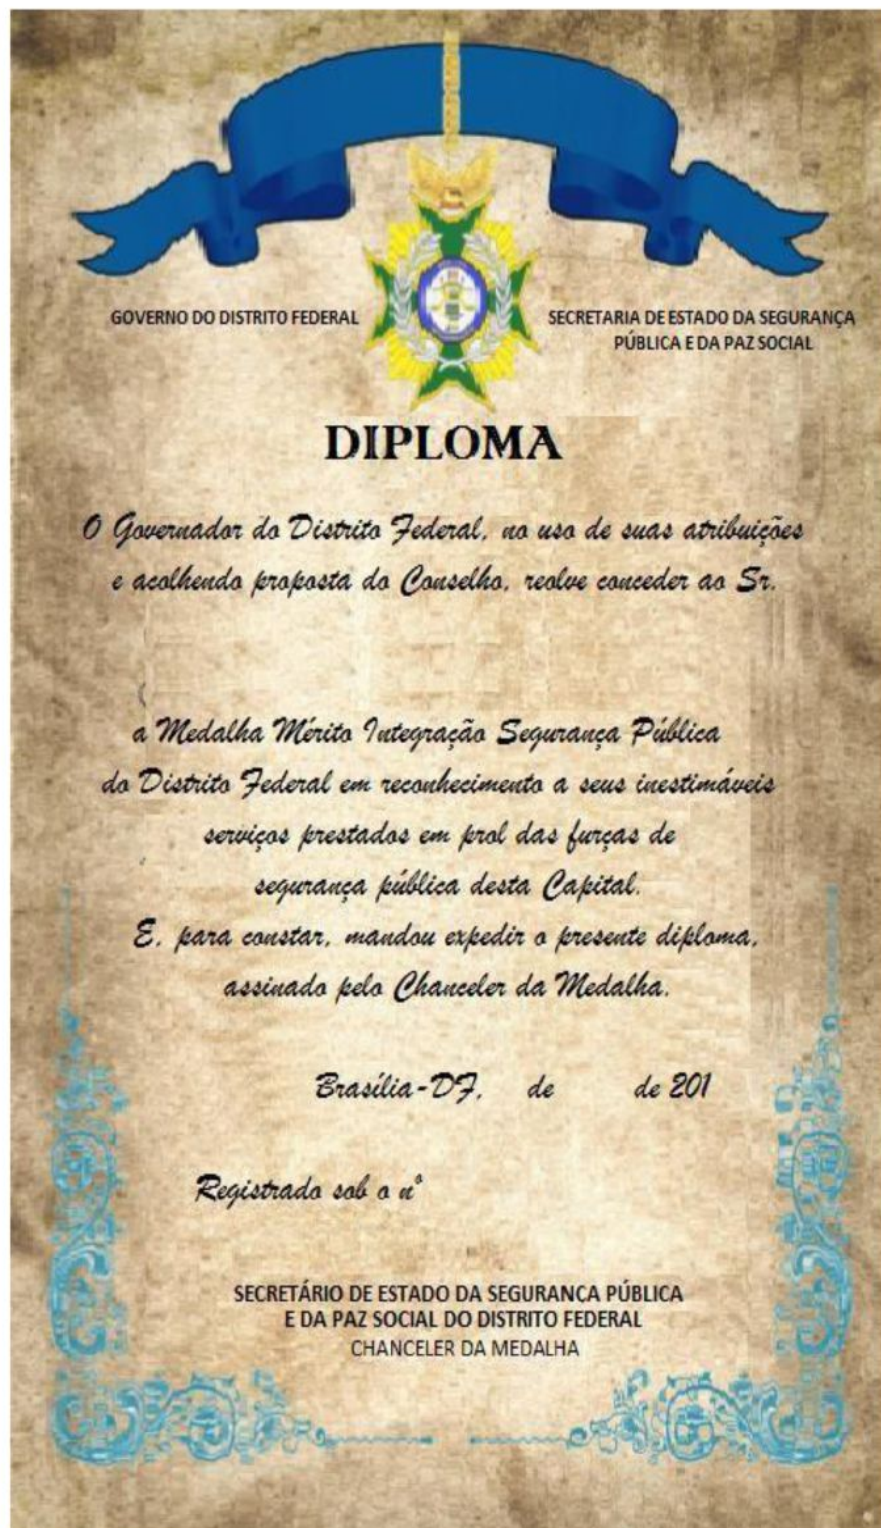 GOVERNO DO DISTRITO FEDERAL
SECRETARIA DE ESTADO DA SEGURANÇA
PÚBLICA E DA PAZ SOCIAL
DIPLOMA
O Governador do Distrito Federal, no uso de suas atribuições
e acolhendo proposta do Conselho, reolve conceder ao Sr.
a Medalha Mérito Integração Segurança Pública
do Distrito Federal em reconhecimento a seus inestimáveis
serviços prestados em prol das furças de
segurança pública desta Capital.
E, para constar, mandou expedir o presente diploma,
assinado pelo Chanceler da Medalha.
Brasília-DF, de de 201
Registrado sob o nº
SECRETÁRIO DE ESTADO DA SEGURANÇA PÚBLICA
E DA PAZ SOCIAL DO DISTRITO FEDERAL
CHANCELER DA MEDALHA